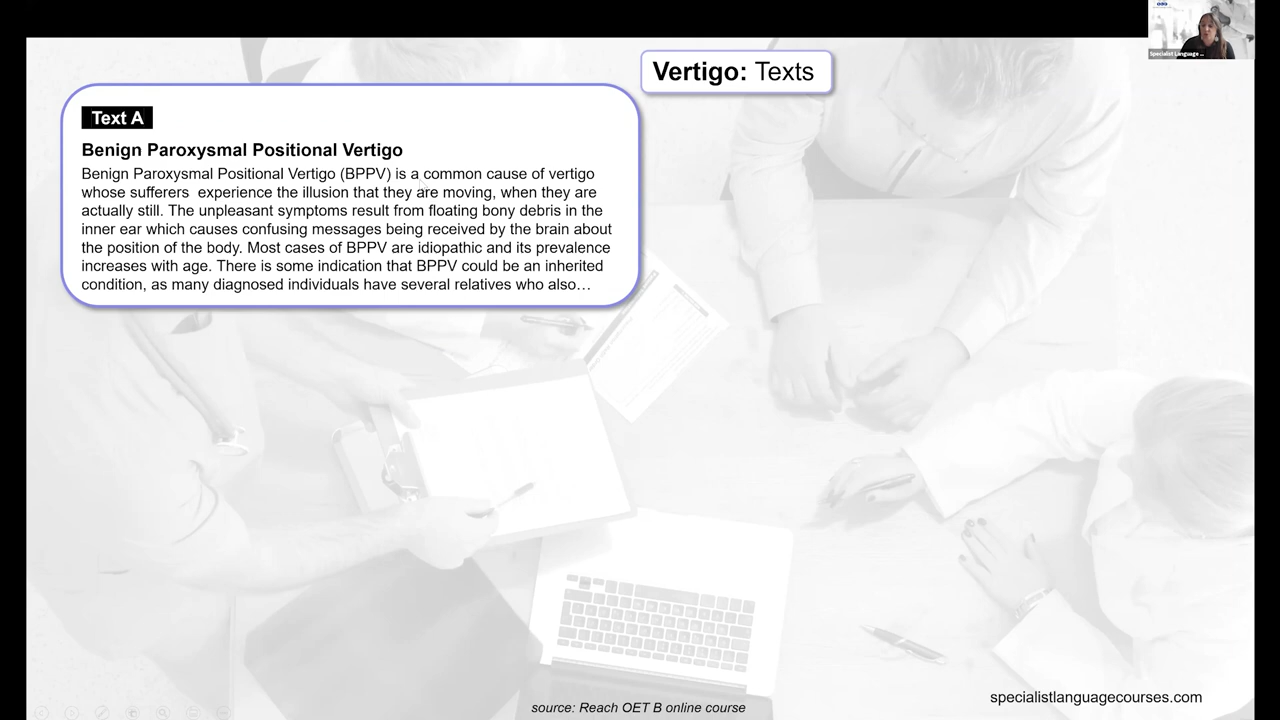 Specialist Language ...
Vertigo: Texts
Text A
Benign Paroxysmal Positional Vertigo
Benign Paroxysmal Positional Vertigo (BPPV) is a common cause of vertigo
whose sufferers experience the illusion that they are moving, when they are
actually still. The unpleasant symptoms result from floating bony debris in the
inner ear which causes confusing messages being received by the brain about
the position of the body. Most cases of BPPV are idiopathic and its prevalence
increases with age. There is some indication that BPPV could be an inherited
condition, as many diagnosed individuals have several relatives who also…
specialistlanguagecourses.com
source: Reach OET B online course